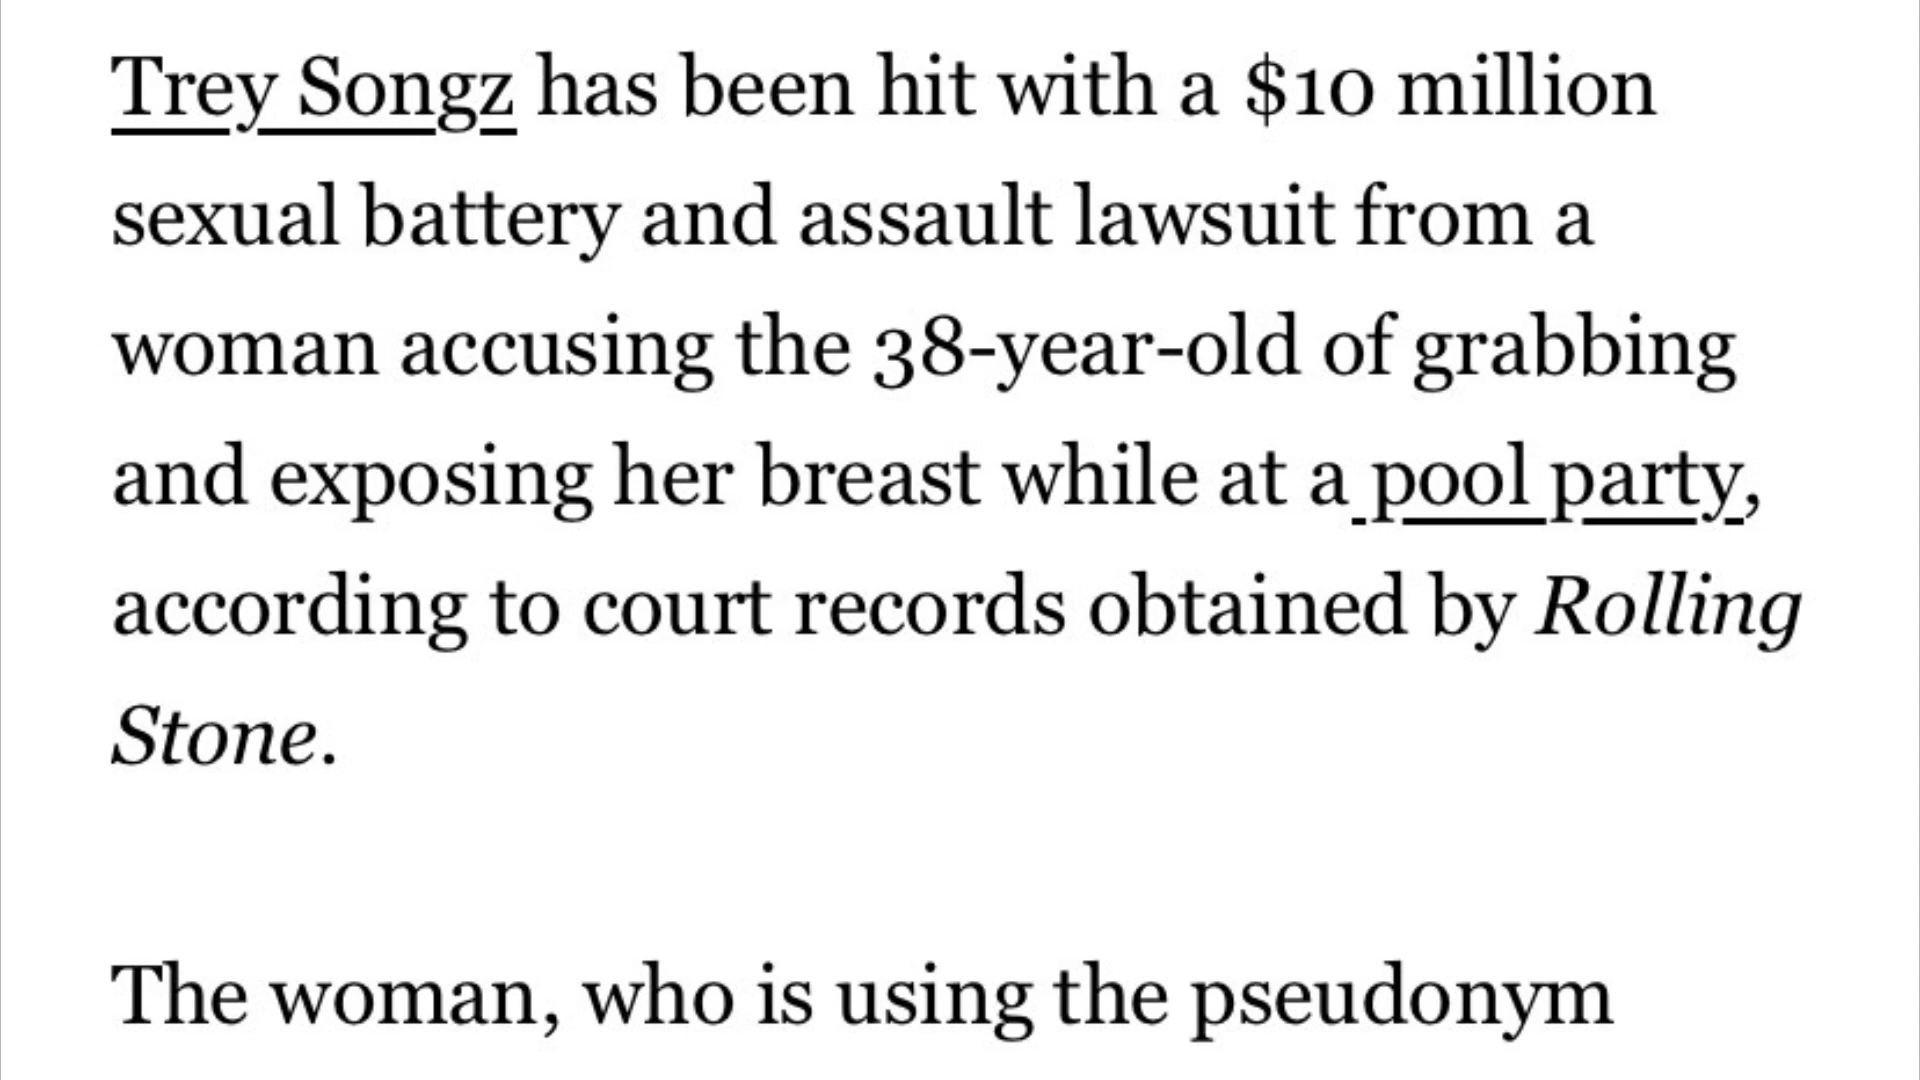 Trey Songz has been hit with a $10 million
sexual battery and assault lawsuit from a
woman accusing the 38-year-old of grabbing
and exposing her breast while at a pool party,
according to court records obtained by Rolling
Stone.
The woman, who is using the pseudonym